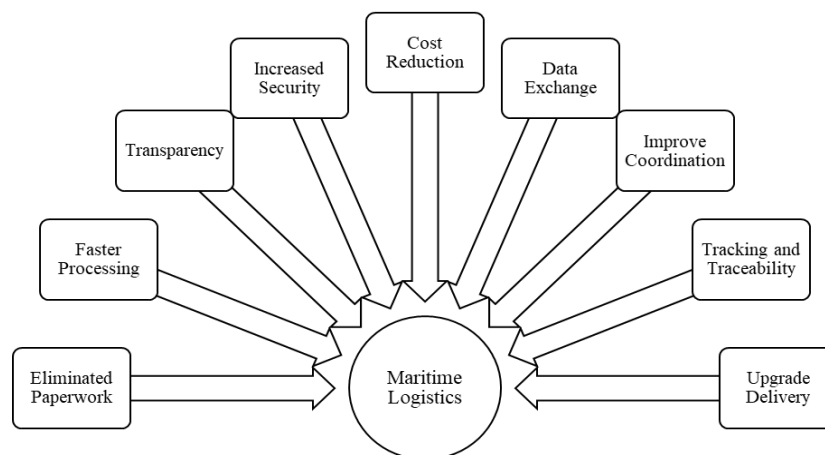 Cost
Reduction
Increased
Security
Data
Exchange
Transparency
Improve
Coordination
Faster
Processing
Tracking and
Traceability
Eliminated
Paperwork
Maritime
Logistics
Upgrade
Delivery